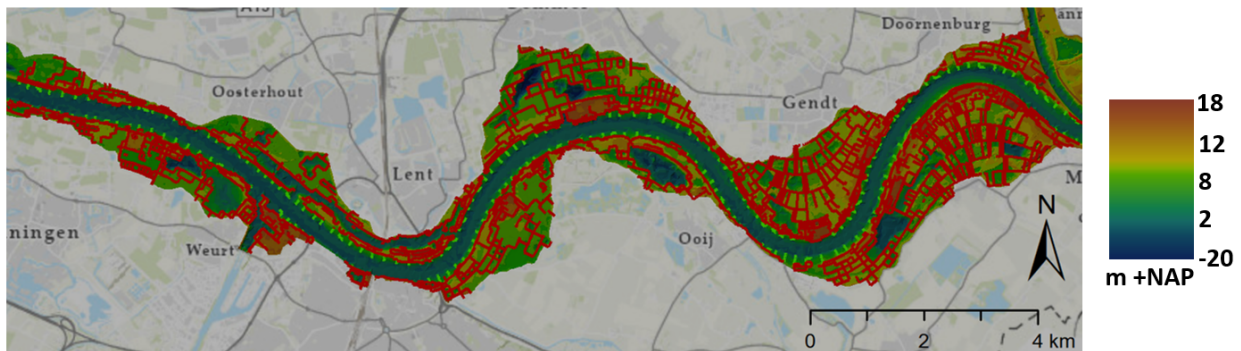 Doornenburg
Oosterhout
Gendt
Lent
Ooij
ningen
Weurt
N
0 2 4 km
18
12
8
2
-20
m +NAP